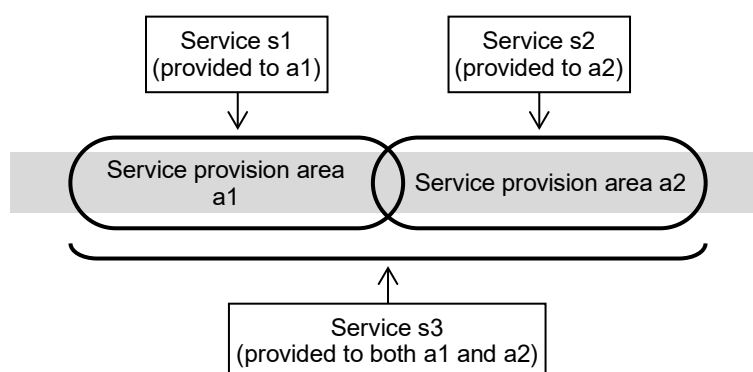 Service s1
(provided to a1)
Service s2
(provided to a2)
Service provision area
a1
Service provision area a2
Service s3
(provided to both a1 and a2)